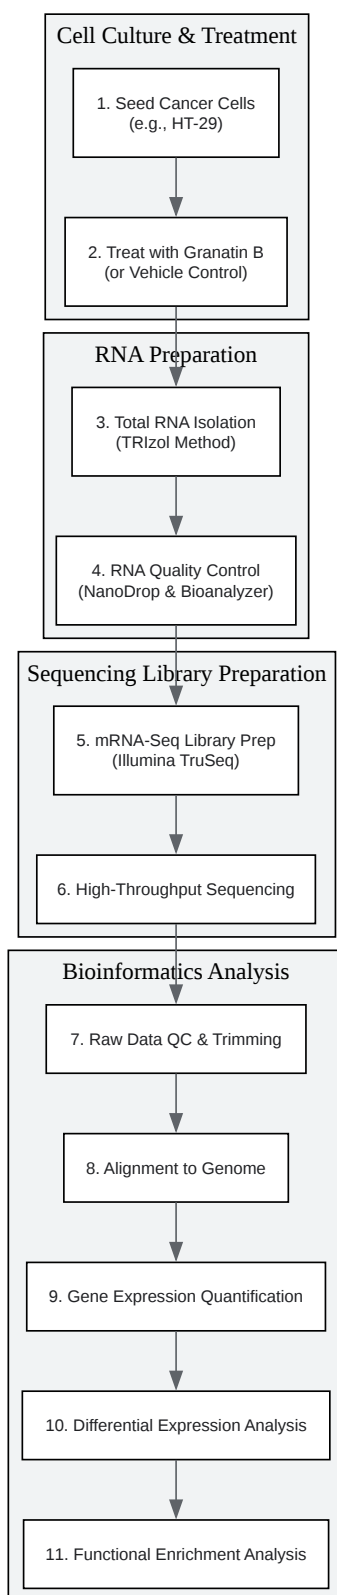 Cell Culture & Treatment
1. Seed Cancer Cells
(e.g., HT-29)
2. Treat with Granatin B
(or Vehicle Control)
RNA Preparation
3. Total RNA Isolation
(TRIzol Method)
4. RNA Quality Control
(NanoDrop & Bioanalyzer)
Sequencing Library Preparation
5. mRNA-Seq Library Prep
(Illumina TruSeq)
6. High-Throughput Sequencing
Bioinformatics Analysis
7. Raw Data QC & Trimming
8. Alignment to Genome
9. Gene Expression Quantification
10. Differential Expression Analysis
11. Functional Enrichment Analysis